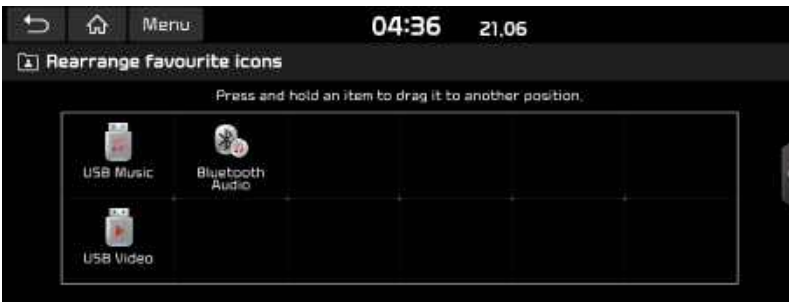 Menu 04:36 21.06
Rearrange favourite icons
Press and hold an item to drag it to another position.
USB Music
Bluetooth
Audio
USB Video